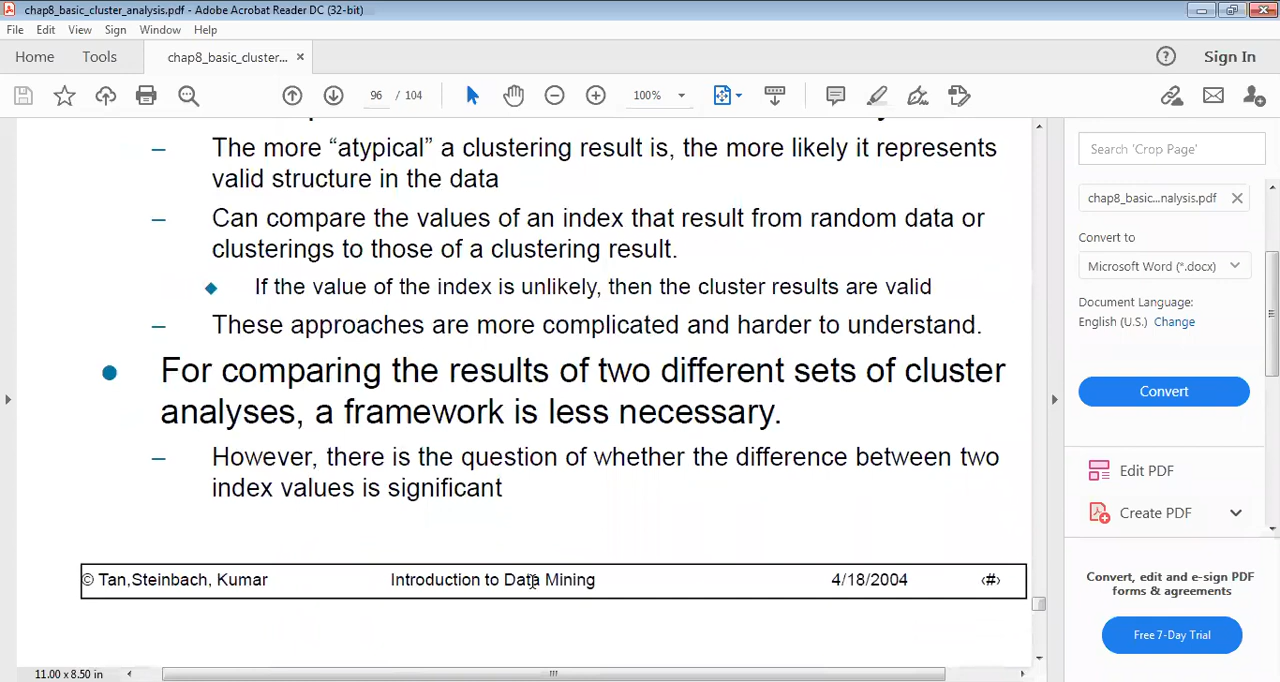 chap8_basic_cluster_analysis.pdf - Adobe Acrobat Reader DC (32-bit)
File Edit View Sign Window Help
Home Tools chap8_basic_cluster... × Sign In
96 / 104 100%
– The more “atypical” a clustering result is, the more likely it represents
valid structure in the data
– Can compare the values of an index that result from random data or
clusterings to those of a clustering result.
◆ If the value of the index is unlikely, then the cluster results are valid
– These approaches are more complicated and harder to understand.
● For comparing the results of two different sets of cluster
analyses, a framework is less necessary.
– However, there is the question of whether the difference between two
index values is significant
© Tan,Steinbach, Kumar Introduction to Data Mining 4/18/2004 ‹#›
11.00 x 8.50 in
Search 'Crop Page'
chap8_basic...nalysis.pdf
Convert to
Microsoft Word (*.docx)
Document Language:
English (U.S.) Change
Convert
Edit PDF
Create PDF
Convert, edit and e-sign PDF
forms & agreements
Free 7-Day Trial